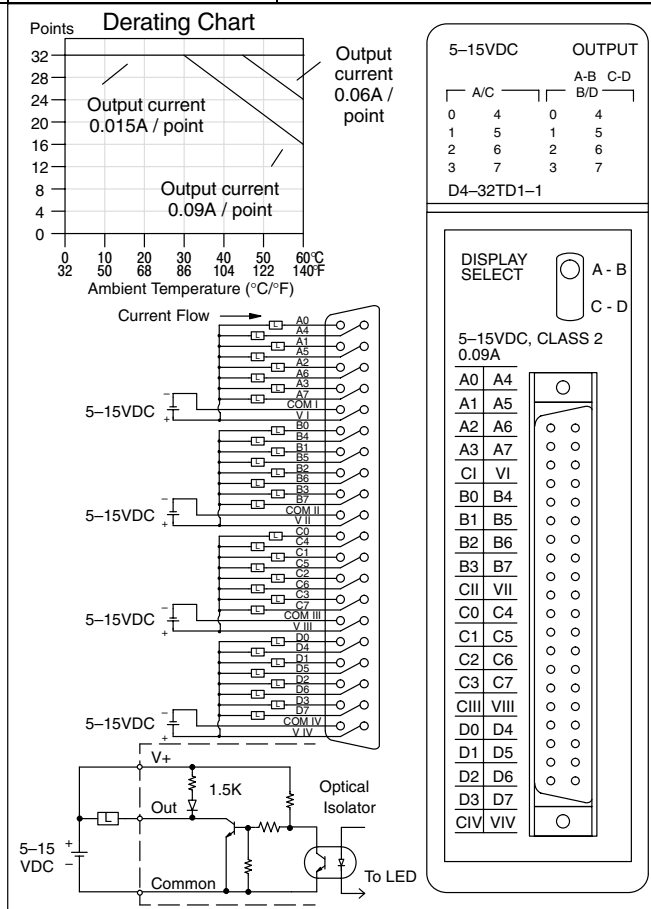 Derating Chart
Points
32
28
24
20
16
12
8
4
0
Output current
0.015A / point
Output
current
0.06A /
point
Output current
0.09A / point
0 10 20 30 40 50 60°C
32 50 68 86 104 122 140°F
Ambient Temperature (°C/°F)
Current Flow
A0
L
A4
L
A1
L
A5
L
A2
L
A6
L
A3
L
A7
L
COM I
V I
5–15VDC
–
+
B0
L
B4
L
B1
L
B5
L
B2
L
B6
L
B3
L
B7
L
COM II
V II
5–15VDC
–
+
C0
L
C4
L
C1
L
C5
L
C2
L
C6
L
C3
L
C7
L
COM III
V III
5–15VDC
–
+
D0
L
D4
L
D1
L
D5
L
D2
L
D6
L
D3
L
D7
L
COM IV
V IV
5–15VDC
–
+
V+
1.5K
Optical
Isolator
Out
L
5–15
VDC
+
–
Common
To LED
5–15VDC OUTPUT
A-B C-D
A/C B/D
0 4 0 4
1 5 1 5
2 6 2 6
3 7 3 7
D4–32TD1–1
DISPLAY
SELECT
A - B
C - D
5–15VDC, CLASS 2
0.09A
A0 A4
A1 A5
A2 A6
A3 A7
CI VI
B0 B4
B1 B5
B2 B6
B3 B7
CII VII
C0 C4
C1 C5
C2 C6
C3 C7
CIII VIII
D0 D4
D1 D5
D2 D6
D3 D7
CIV VIV